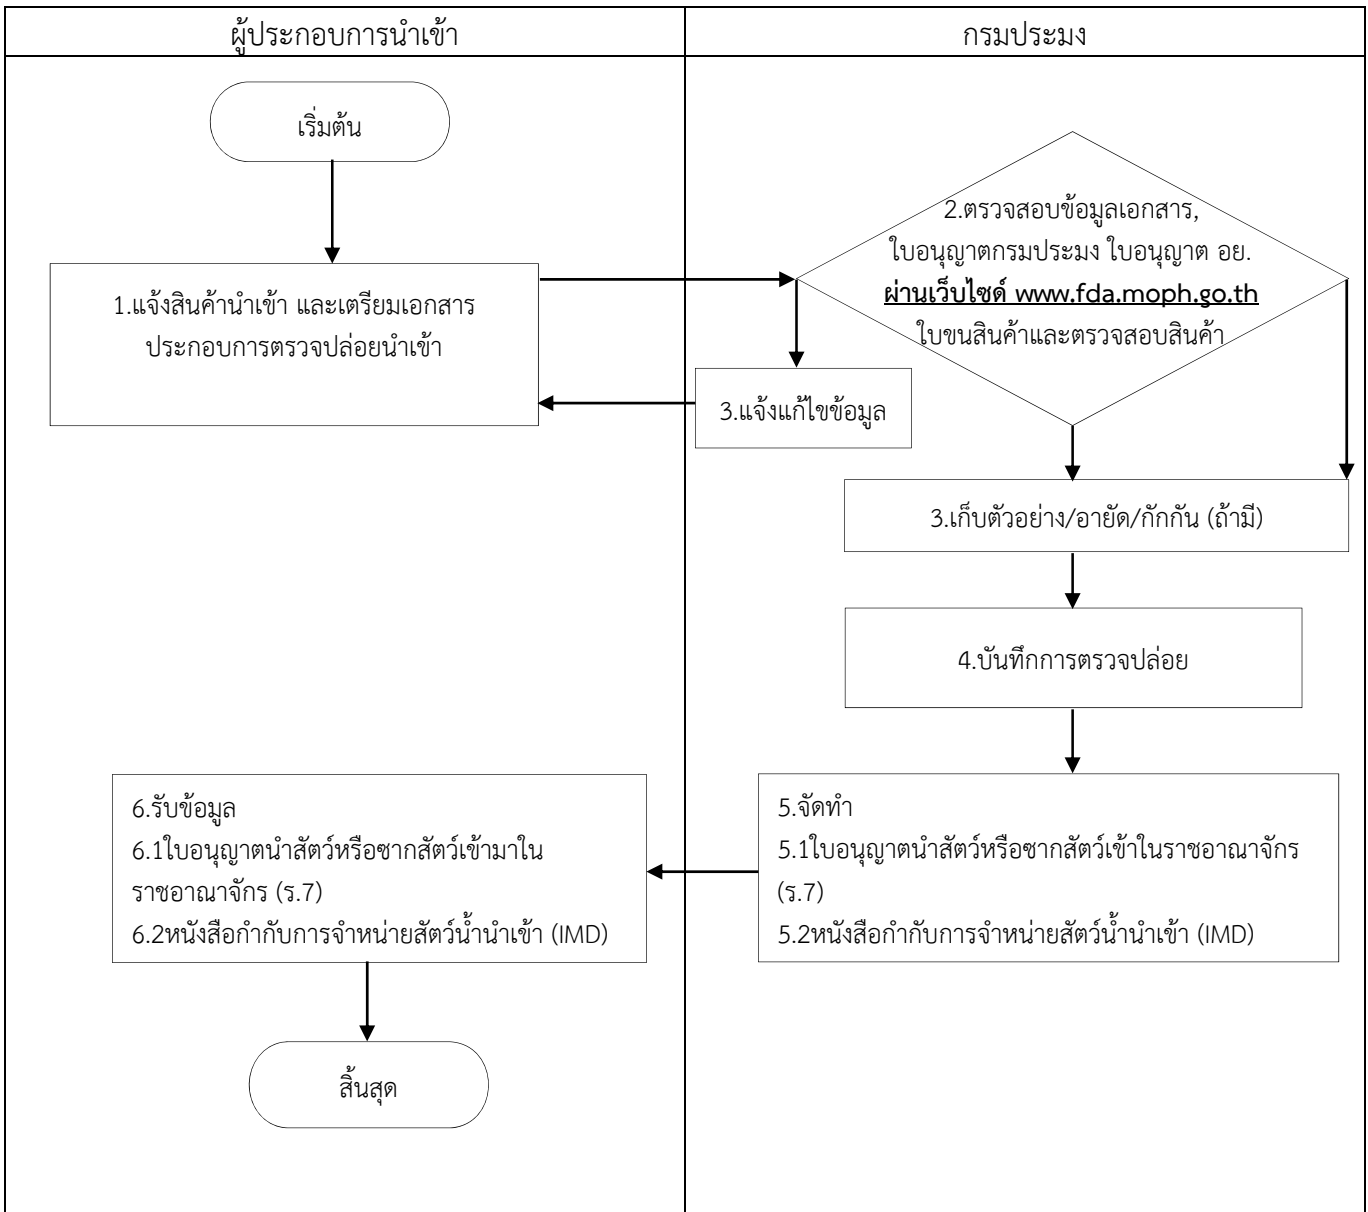 ผู้ประกอบการนำเข้า
กรมประมง
เริ่มต้น
1.แจ้งสินค้านำเข้า และเตรียมเอกสาร
ประกอบการตรวจปล่อยนำเข้า
2.ตรวจสอบข้อมูลเอกสาร,
ใบอนุญาตกรมประมง ใบอนุญาต อย.
ผ่านเว็บไซด์ www.fda.moph.go.th
ใบขนสินค้าและตรวจสอบสินค้า
3.แจ้งแก้ไขข้อมูล
3.เก็บตัวอย่าง/อายัด/กักกัน (ถ้ามี)
4.บันทึกการตรวจปล่อย
5.จัดทำ
5.1ใบอนุญาตนำสัตว์หรือซากสัตว์เข้าในราชอาณาจักร
(ร.7)
5.2หนังสือกำกับการจำหน่ายสัตว์น้ำนำเข้า (IMD)
6.รับข้อมูล
6.1ใบอนุญาตนำสัตว์หรือซากสัตว์เข้ามาใน
ราชอาณาจักร (ร.7)
6.2หนังสือกำกับการจำหน่ายสัตว์น้ำนำเข้า (IMD)
สิ้นสุด